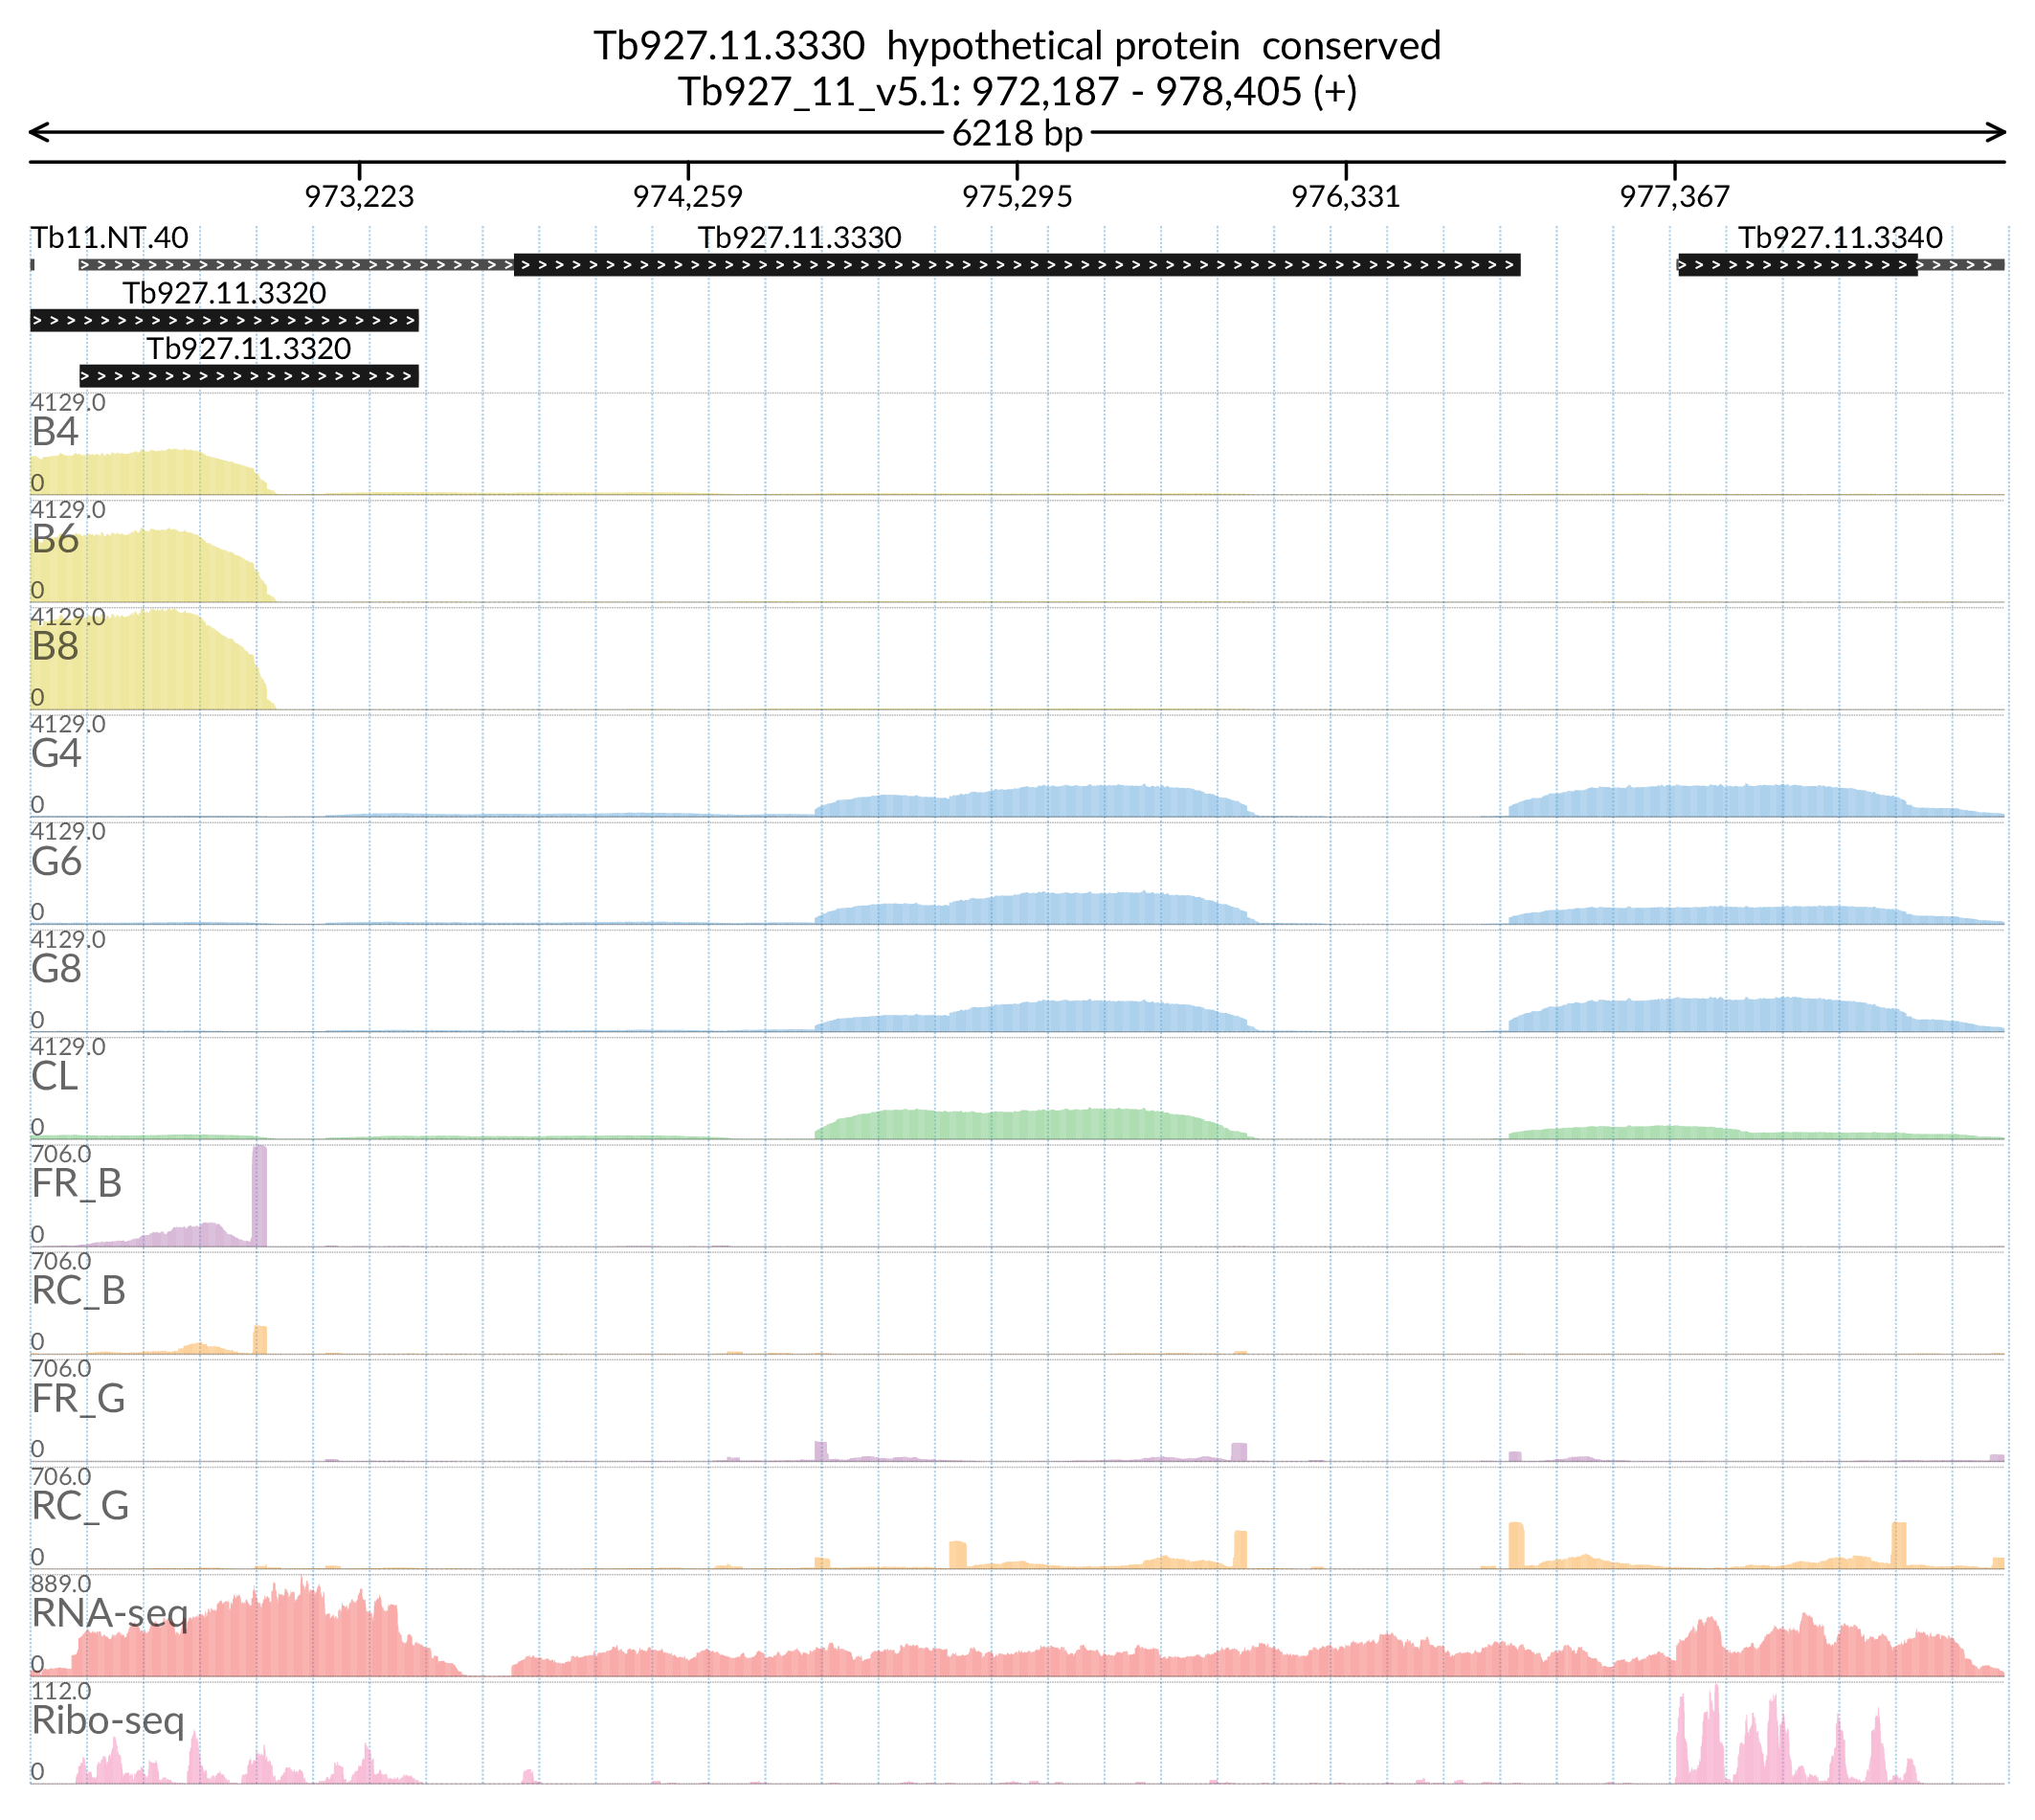 Tb927.11.3330 hypothetical protein conserved
Tb927_11_v5.1: 972,187 - 978,405 (+)
6218 bp
973,223 974,259 975,295 976,331 977,367
Tb11.NT.40 Tb927.11.3330 Tb927.11.3340
Tb927.11.3320
Tb927.11.3320
4129.0
B4
0
4129.0
B6
0
4129.0
B8
0
4129.0
G4
0
4129.0
G6
0
4129.0
G8
0
4129.0
CL
0
706.0
FR_B
0
706.0
RC_B
0
706.0
FR_G
0
706.0
RC_G
0
889.0
RNA-seq
0
112.0
Ribo-seq
0